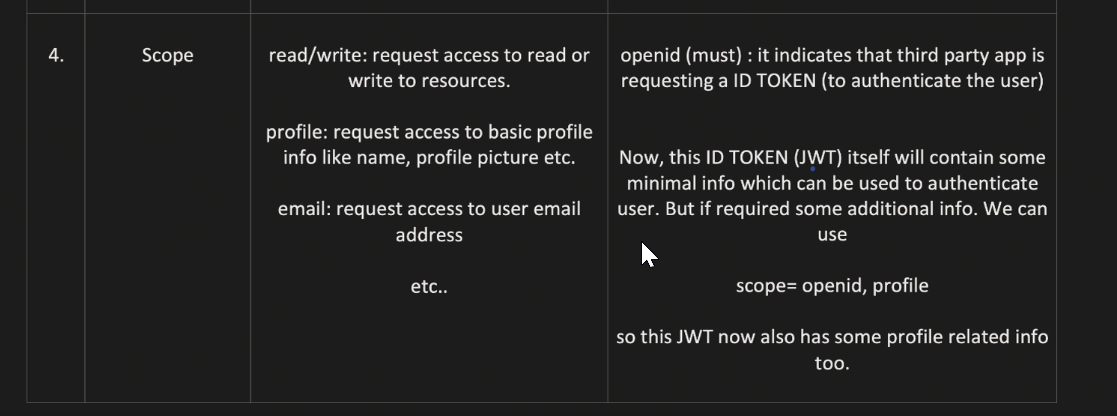 4.
Scope
read/write: request access to read or
write to resources.
profile: request access to basic profile
info like name, profile picture etc.
email: request access to user email
address
etc..
openid (must) : it indicates that third party app is
requesting a ID TOKEN (to authenticate the user)
Now, this ID TOKEN (JWT) itself will contain some
minimal info which can be used to authenticate
user. But if required some additional info. We can
use
scope= openid, profile
so this JWT now also has some profile related info
too.